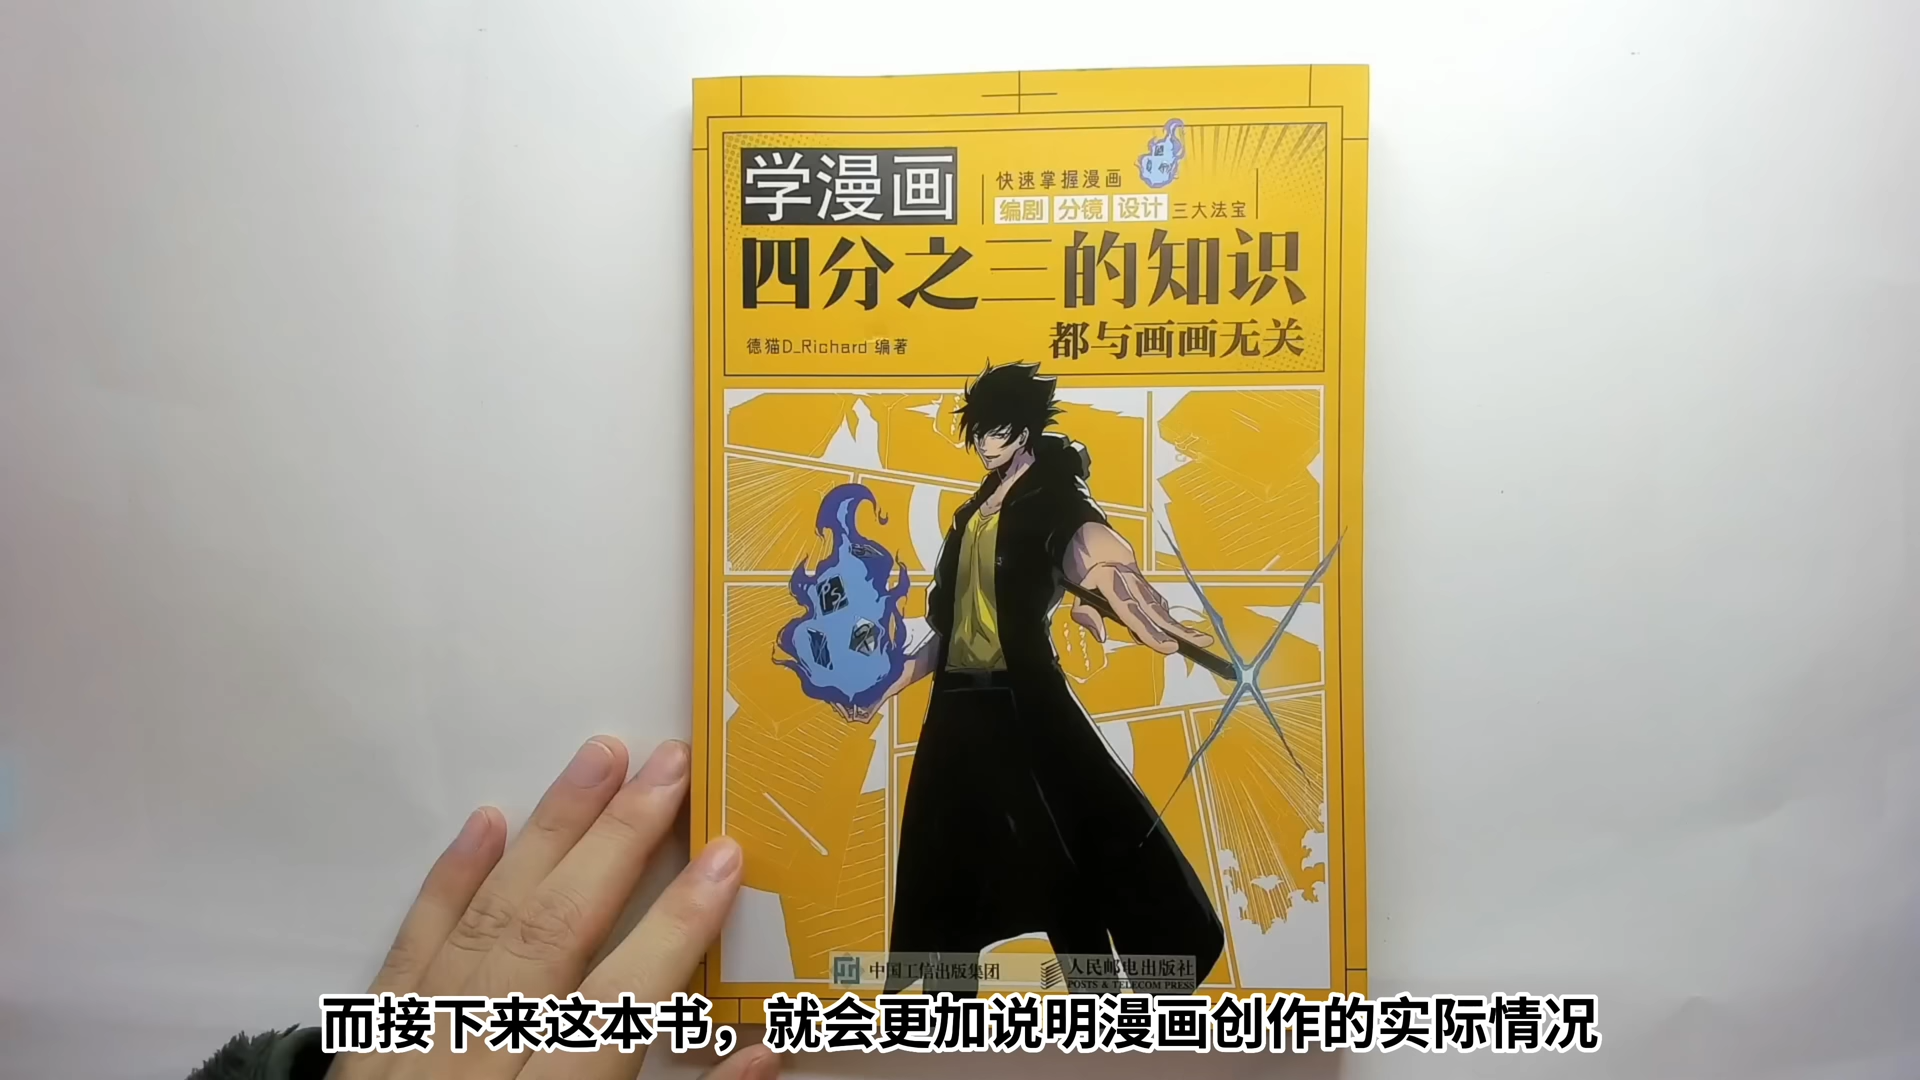 学漫画
快速掌握漫画
编剧 分镜 设计 三大法宝
四分之三的知识
都与画画无关
德猫D_Richard 编著
Ps
中国工信出版集团
人民邮电出版社
POSTS & TELECOM PRESS
而接下来这本书，就会更加说明漫画创作的实际情况